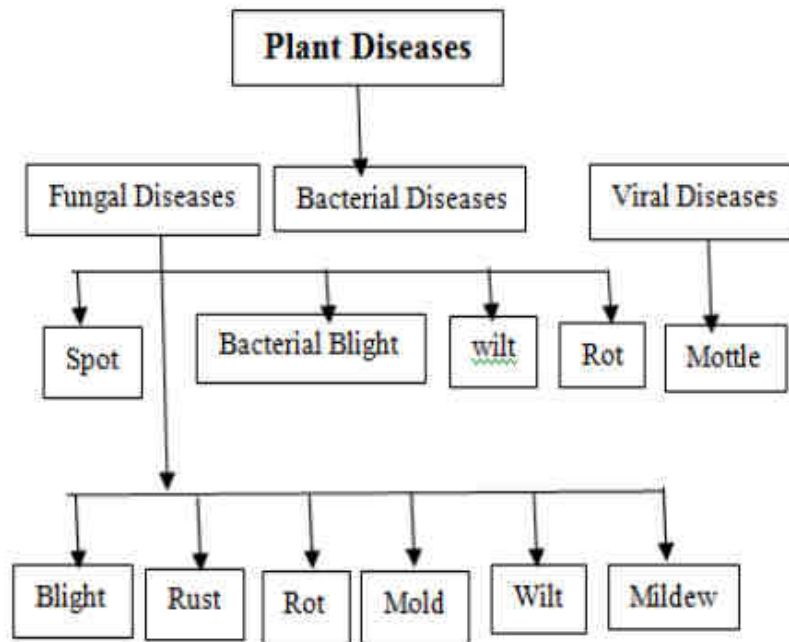 Plant Diseases
Fungal Diseases
Bacterial Diseases
Viral Diseases
Spot
Bacterial Blight
wilt
Rot
Mottle
Blight
Rust
Rot
Mold
Wilt
Mildew